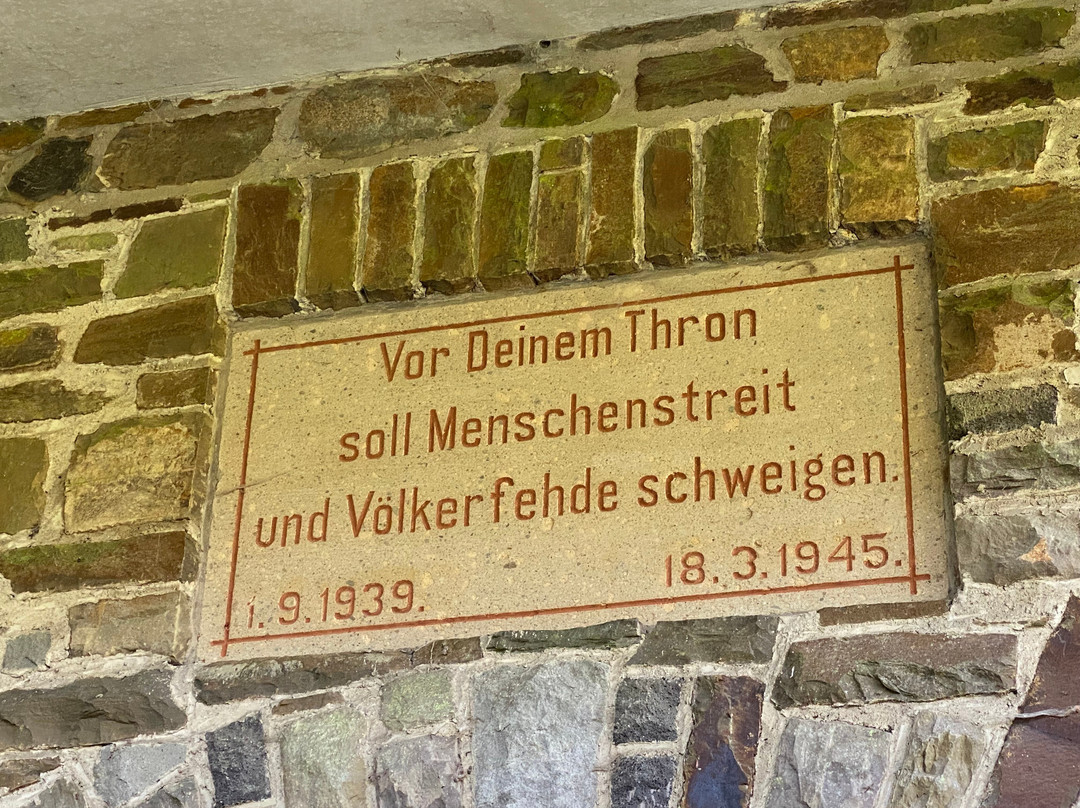 Vor Deinem Thron
soll Menschenstreit
und Völkerfehde schweigen.
1.9.1939. 18.3.1945.